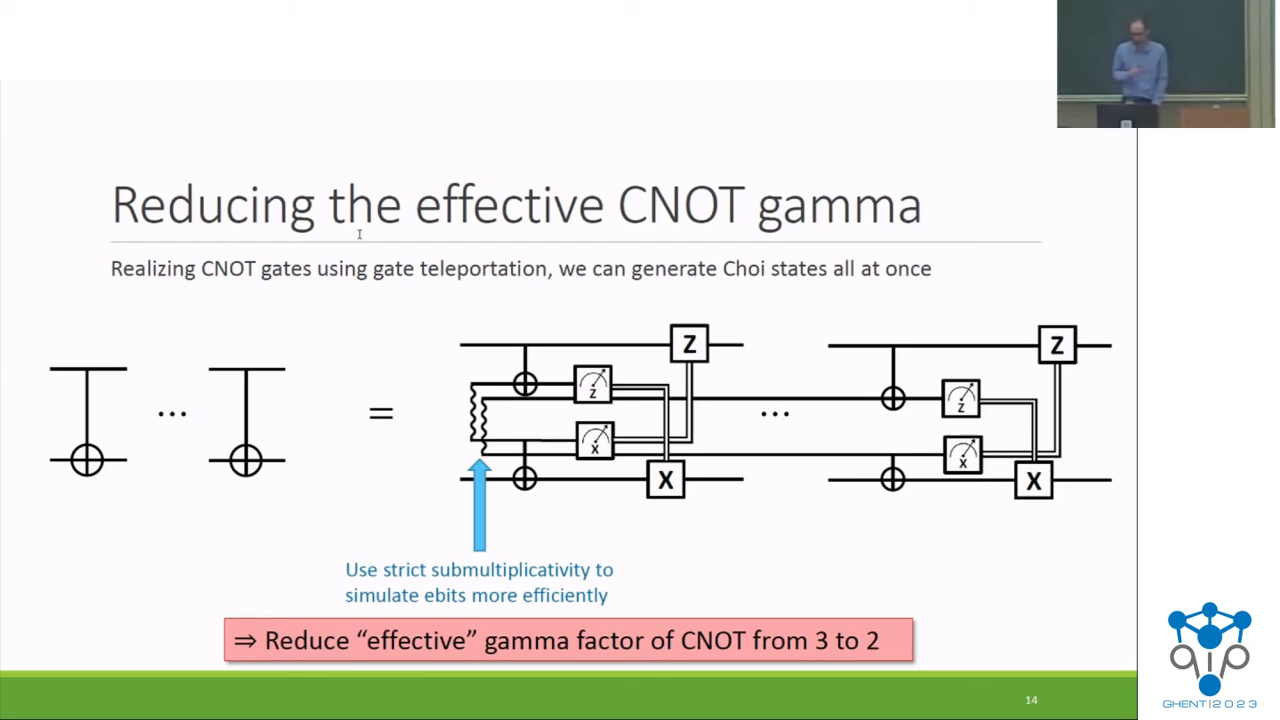 Reducing the effective CNOT gamma
Realizing CNOT gates using gate teleportation, we can generate Choi states all at once
Z
Z
Z
Z
...
=
...
X
X
X
X
Use strict submultiplicativity to
simulate ebits more efficiently
⇒ Reduce “effective” gamma factor of CNOT from 3 to 2
14
qip
GHENT|2023